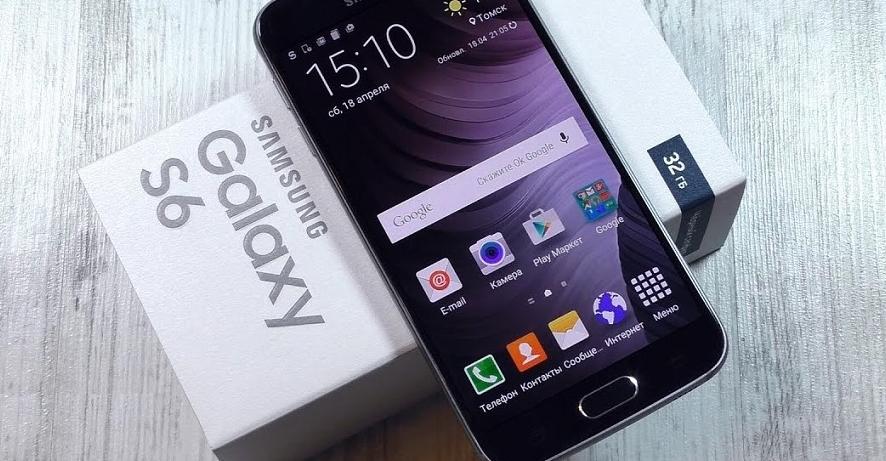 SAMSUNG
Galaxy
S6
15:10
сб, 18 апреля
Томск
Обновл. 18.04 21:05
Google
Скажите Ok Google
E-mail
Камера
Play Маркет
Google
Телефон
Контакты
Сообще...
Интернет
Меню
32 ГБ